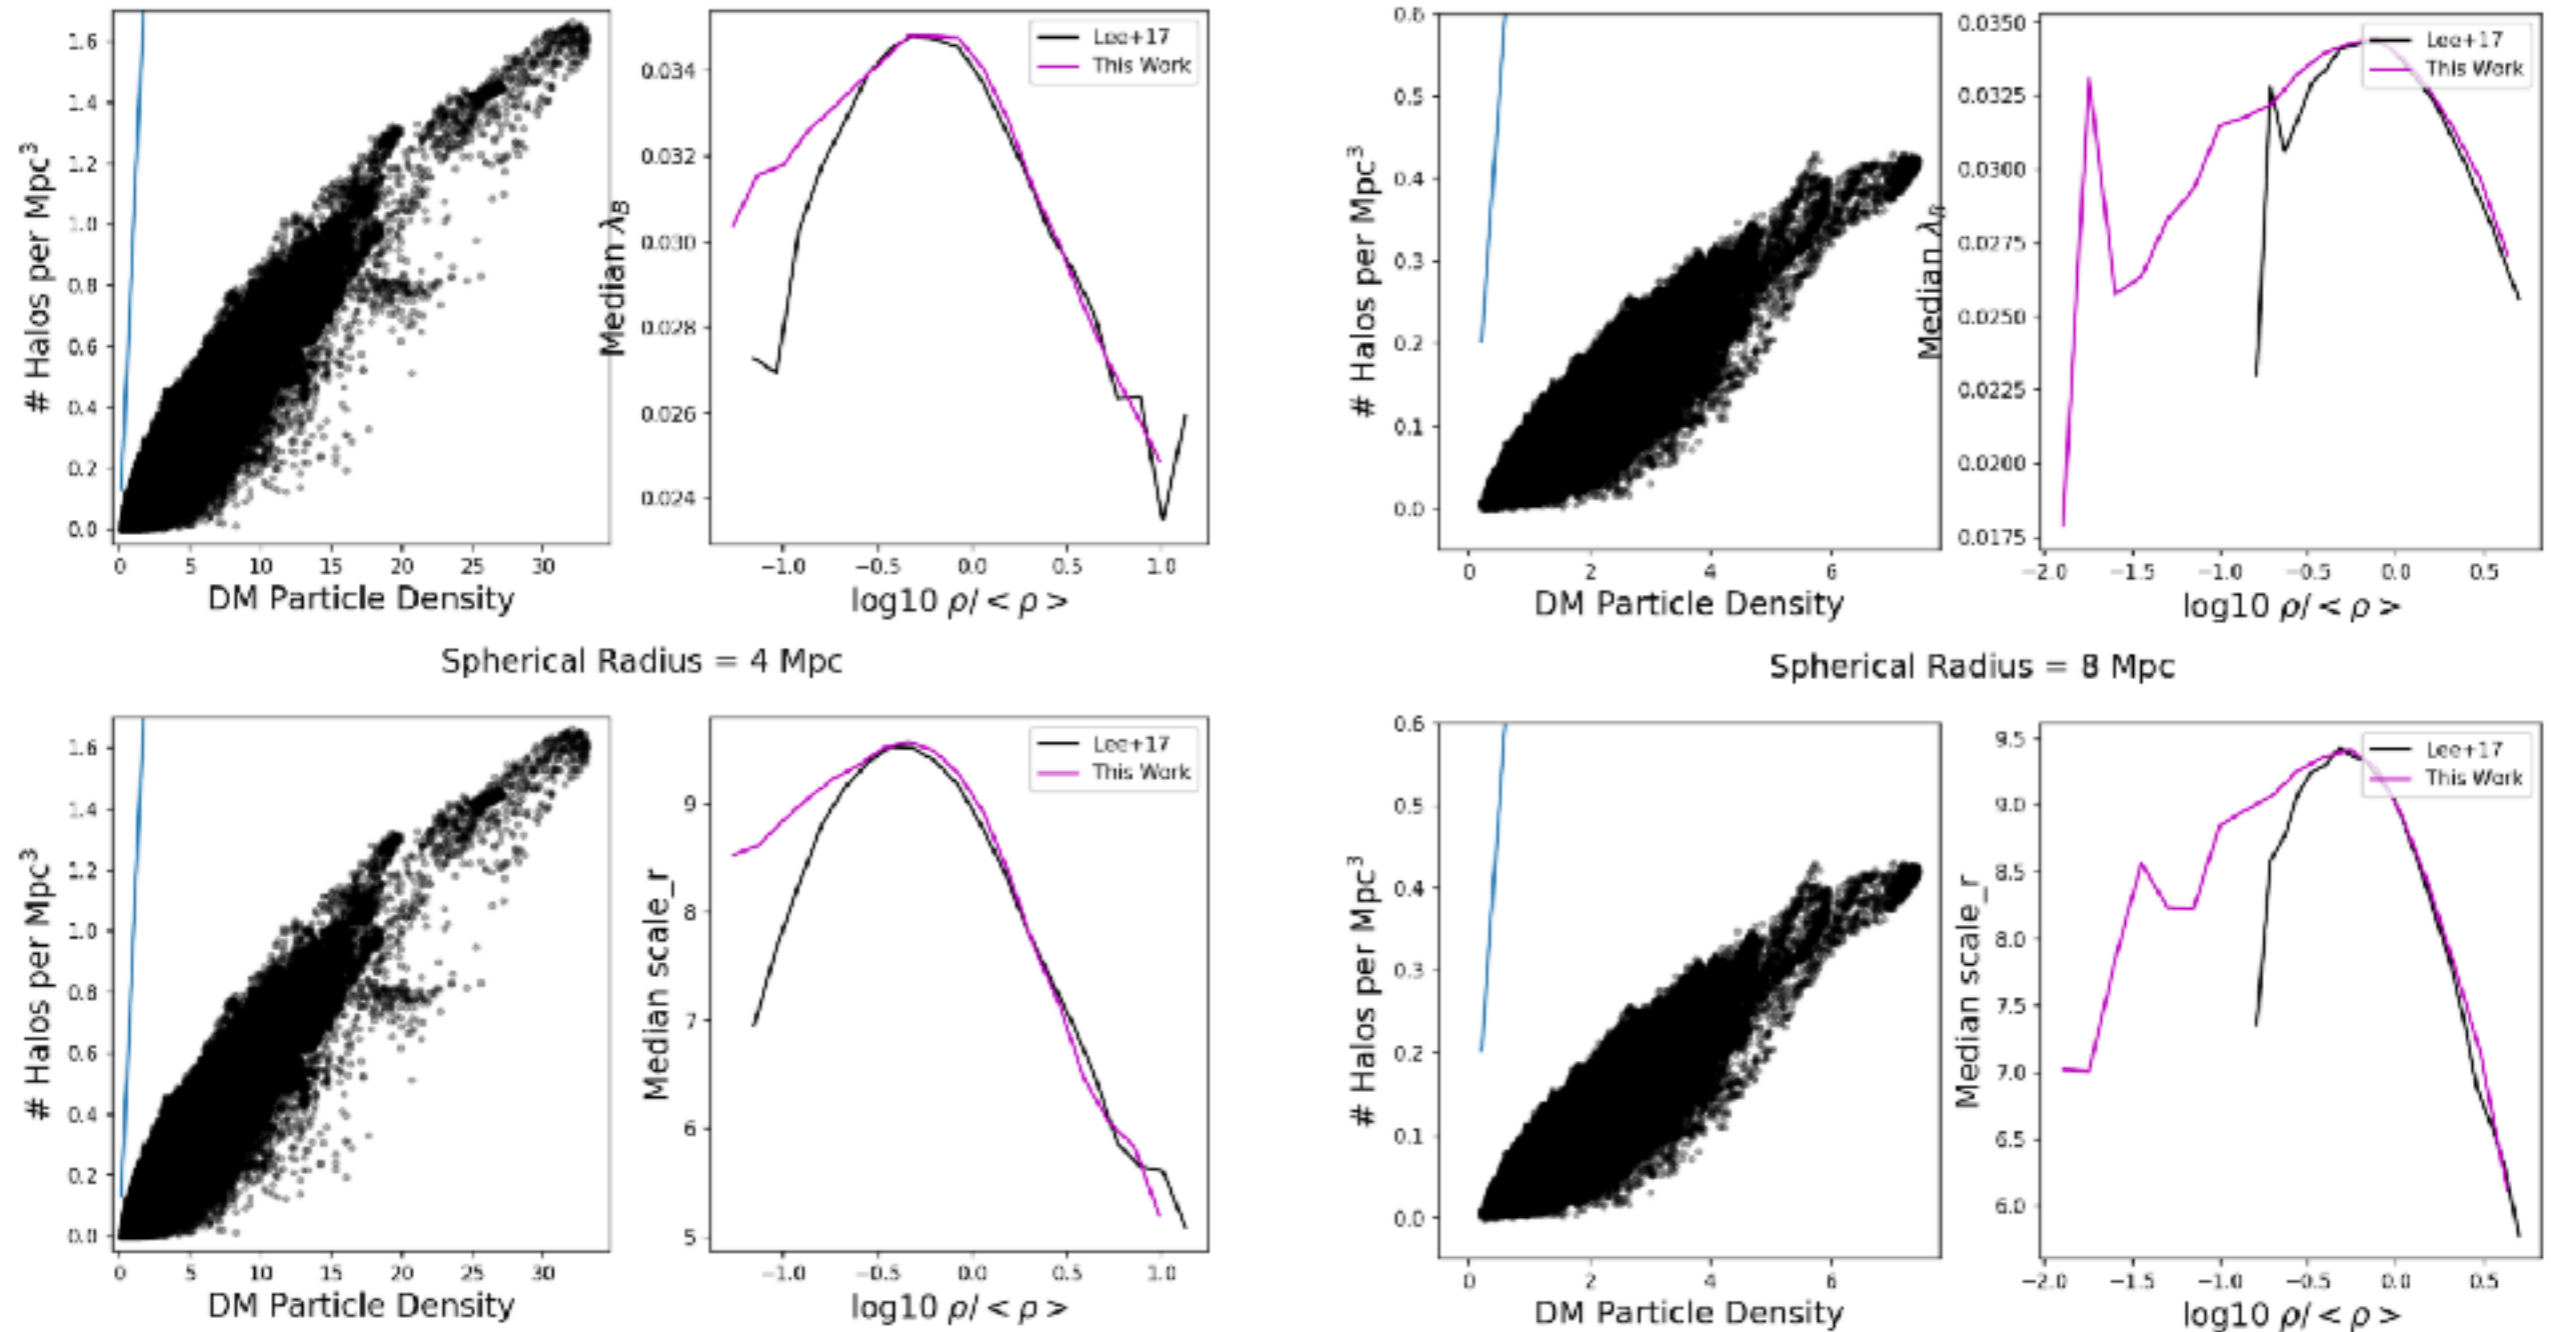 # Halos per Mpc³
1.6
1.4
1.2
1.0
0.8
0.6
0.4
0.2
0.0
0 5 10 15 20 25 30
DM Particle Density
Median λ_B
0.034
0.032
0.030
0.028
0.026
0.024
Lee+17
This Work
−1.0 −0.5 0.0 0.5 1.0
log10 ρ/ < ρ >
Spherical Radius = 4 Mpc
# Halos per Mpc³
0.6
0.5
0.4
0.3
0.2
0.1
0.0
0 2 4 6
DM Particle Density
Median λ_B
0.0350
0.0325
0.0300
0.0275
0.0250
0.0225
0.0200
0.0175
Lee+17
This Work
−2.0 −1.5 −1.0 −0.5 0.0 0.5
log10 ρ/ < ρ >
Spherical Radius = 8 Mpc
# Halos per Mpc³
1.6
1.4
1.2
1.0
0.8
0.6
0.4
0.2
0.0
0 5 10 15 20 25 30
DM Particle Density
Median scale_r
9
8
7
6
5
Lee+17
This Work
−1.0 −0.5 0.0 0.5 1.0
log10 ρ/ < ρ >
# Halos per Mpc³
0.6
0.5
0.4
0.3
0.2
0.1
0.0
0 2 4 6
DM Particle Density
Median scale_r
9.5
9.0
8.5
8.0
7.5
7.0
6.5
6.0
Lee+17
This Work
−2.0 −1.5 −1.0 −0.5 0.0 0.5
log10 ρ/ < ρ >